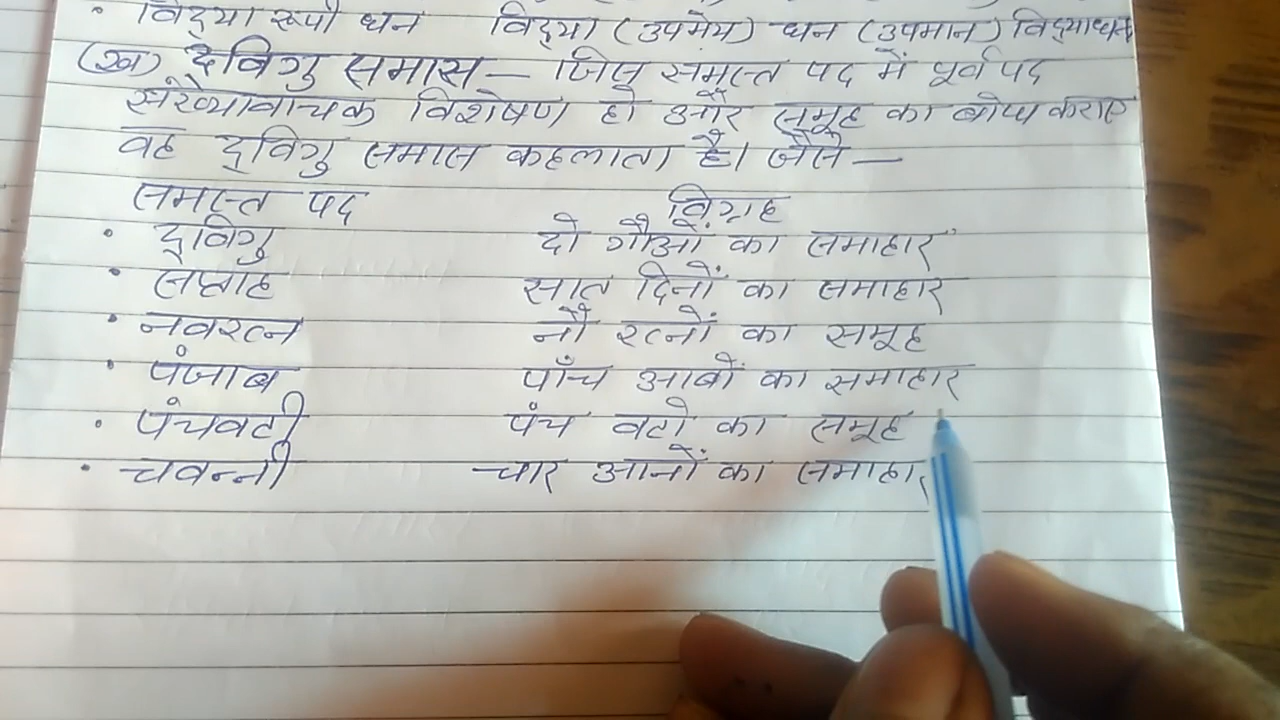 • विद्या रूपी धन विद्या (उपमेय) धन (उपमान) विद्याधन
(ख) द्विगु समास — जिस समस्त पद में पूर्व पद
संख्यावाचक विशेषण हो और समूह का बोध कराए
वह द्विगु समास कहलाता है। जैसे —
समस्त पद विग्रह
• द्विगु दो गौओं का समाहार
• सप्ताह सात दिनों का समाहार
• नवरत्न नौ रत्नों का समूह
• पंजाब पाँच आबों का समाहार
• पंचवटी पंच वटो का समूह
• चवन्नी चार आनों का समाहार